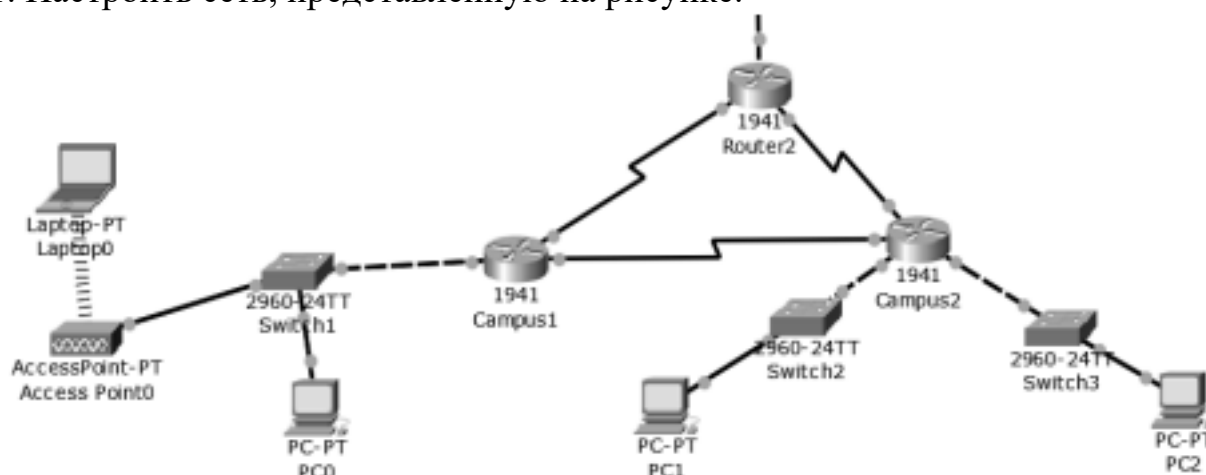 . Настроить сеть, представленную на рисунке.
1941
Router2
Laptop-PT
Laptop0
2960-24TT
Switch1
1941
Campus1
1941
Campus2
AccessPoint-PT
Access Point0
2960-24TT
Switch2
2960-24TT
Switch3
PC-PT
PC0
PC-PT
PC1
PC-PT
PC2